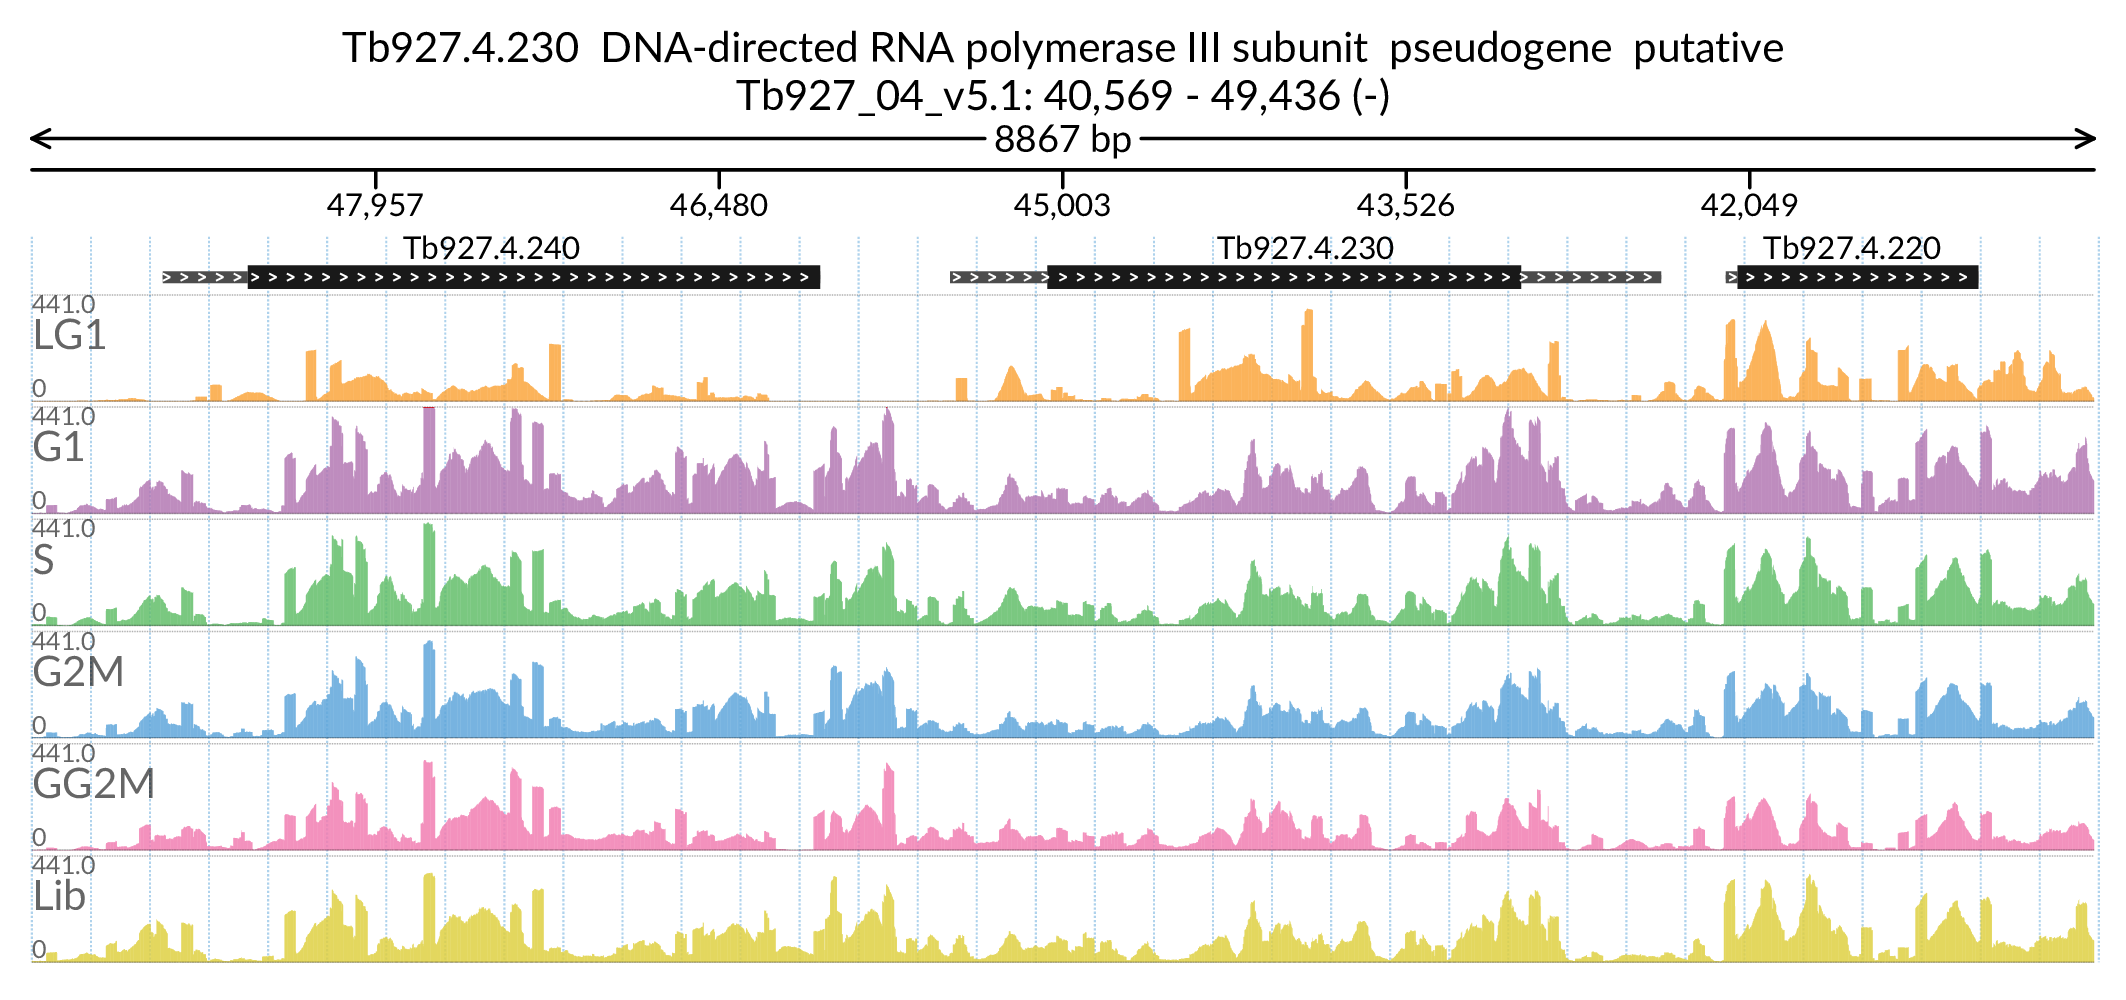 Tb927.4.230 DNA-directed RNA polymerase III subunit pseudogene putative
Tb927_04_v5.1: 40,569 - 49,436 (-)
8867 bp
47,957 46,480 45,003 43,526 42,049
Tb927.4.240 Tb927.4.230 Tb927.4.220
441.0
LG1
0
441.0
G1
0
441.0
S
0
441.0
G2M
0
441.0
GG2M
0
441.0
Lib
0